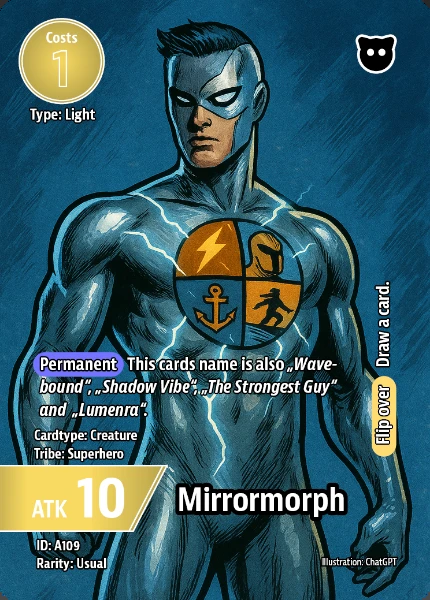 Costs
1
Type: Light
Flip over Draw a card.
Permanent This cards name is also „Wave-
bound“, „Shadow Vibe“, „The Strongest Guy“
and „Lumenra“.
Cardtype: Creature
Tribe: Superhero
ATK 10
Mirrormorph
ID: A109
Rarity: Usual
Illustration: ChatGPT